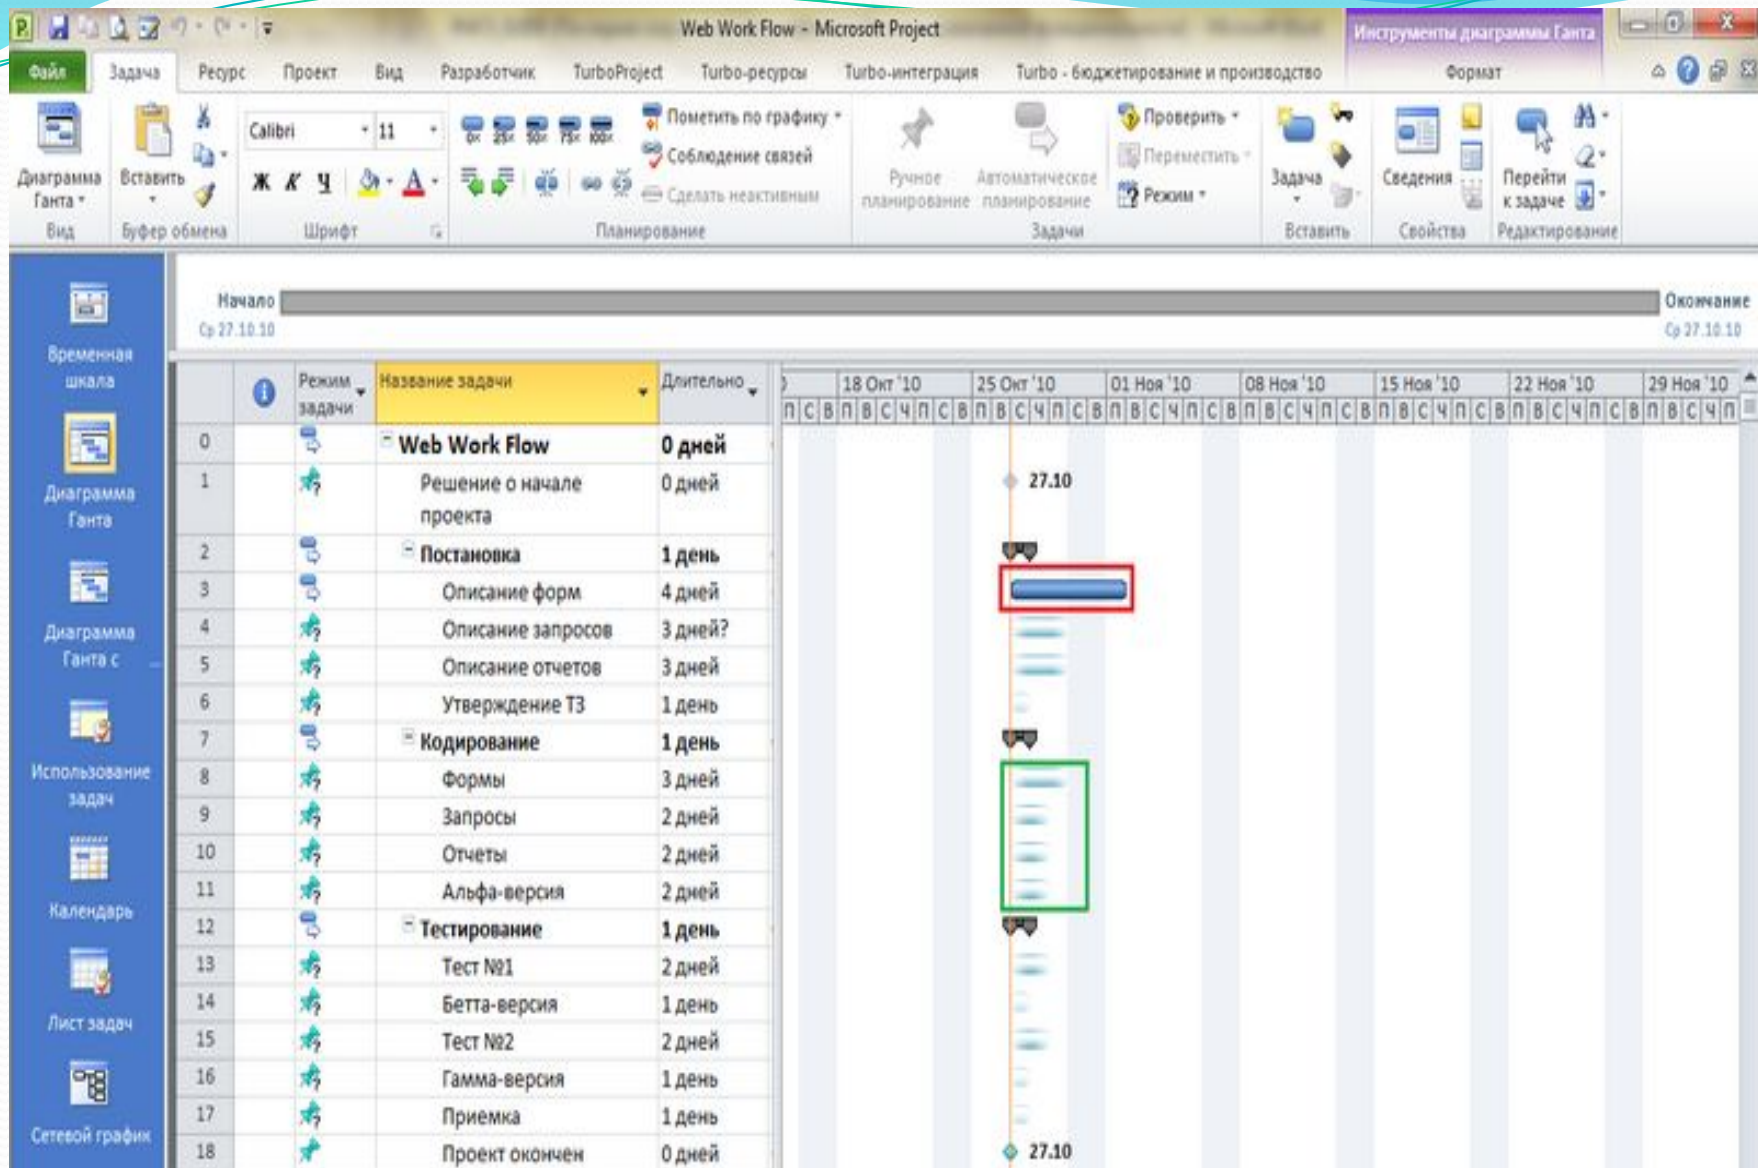 Web Work Flow - Microsoft Project
Инструменты диаграммы Ганта
Файл Задача Ресурс Проект Вид Разработчик TurboProject Turbo-ресурсы Turbo-интеграция Turbo - бюджетирование и производство Формат
Диаграмма Ганта
Вид
Вставить
Буфер обмена
Calibri 11
Ж К Ч
Шрифт
0× 25× 50× 75× 100×
Пометить по графику
Соблюдение связей
Сделать неактивным
Планирование
Ручное планирование
Автоматическое планирование
Проверить
Переместить
Режим
Задачи
Задача
Вставить
Сведения
Свойства
Перейти к задаче
Редактирование
Начало
Ср 27.10.10
Окончание
Ср 27.10.10
Временная шкала
Диаграмма Ганта
Диаграмма Ганта с ...
Использование задач
Календарь
Лист задач
Сетевой график
Режим задачи Название задачи Длительно
18 Окт '10 25 Окт '10 01 Ноя '10 08 Ноя '10 15 Ноя '10 22 Ноя '10 29 Ноя '10
П С В П В С Ч П С В П В С Ч П С В П В С Ч П С В П В С Ч П С В П В С Ч П С В П В С Ч П С В П В С Ч П
0 Web Work Flow 0 дней
1 Решение о начале проекта 0 дней 27.10
2 Постановка 1 день
3 Описание форм 4 дней
4 Описание запросов 3 дней?
5 Описание отчетов 3 дней
6 Утверждение ТЗ 1 день
7 Кодирование 1 день
8 Формы 3 дней
9 Запросы 2 дней
10 Отчеты 2 дней
11 Альфа-версия 2 дней
12 Тестирование 1 день
13 Тест №1 2 дней
14 Бетта-версия 1 день
15 Тест №2 2 дней
16 Гамма-версия 1 день
17 Приемка 1 день
18 Проект окончен 0 дней 27.10